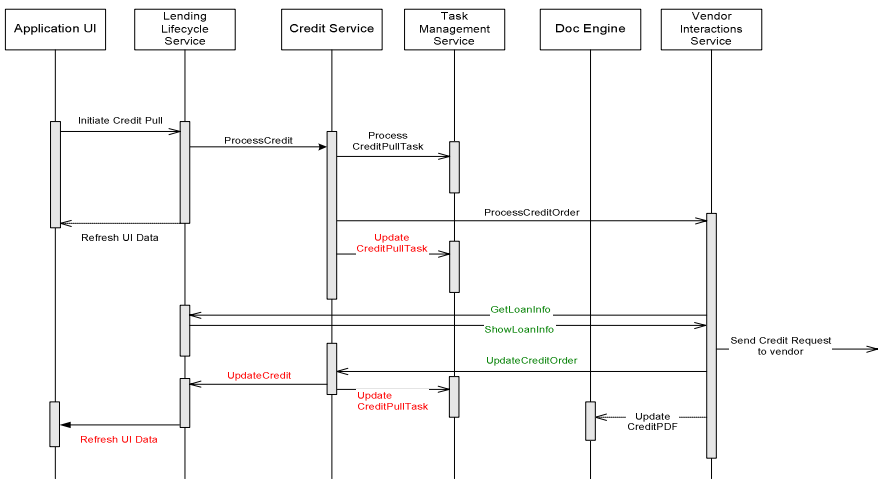 Application UI
Lending
Lifecycle
Service
Credit Service
Task
Management
Service
Doc Engine
Vendor
Interactions
Service
Initiate Credit Pull
ProcessCredit
Process
CreditPullTask
ProcessCreditOrder
Refresh UI Data
Update
CreditPullTask
GetLoanInfo
ShowLoanInfo
Send Credit Request
to vendor
UpdateCreditOrder
UpdateCredit
Update
CreditPullTask
Update
CreditPDF
Refresh UI Data